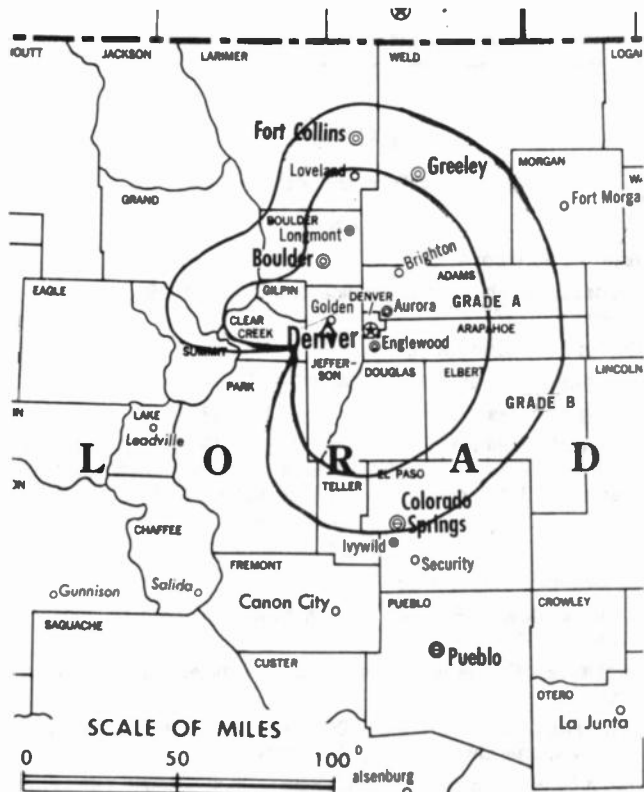 OUTT JACKSON LARIMER WELD LOGA
Fort Collins
Loveland
Greeley
MORGAN
W
Fort Morga
GRAND
BOULDER
Longmont
Boulder
Brighton
EAGLE
GILPIN
ADAMS
Golden
DENVER
Aurora
GRADE A
CLEAR
CREEK
ARAPAHOE
Denver
Englewood
SUMMIT
JEFFER-
SON
DOUGLAS
ELBERT
LINCOLN
PARK
GRADE B
LAKE
Leadville
L O R A D
TELLER
EL PASO
Colorado
Springs
CHAFFEE
Ivywild
Security
FREMONT
Gunnison
Salida
Canon City
PUEBLO
CROWLEY
SAGUACHE
Pueblo
CUSTER
OTERO
La Junta
SCALE OF MILES
0 50 100
alsenburg